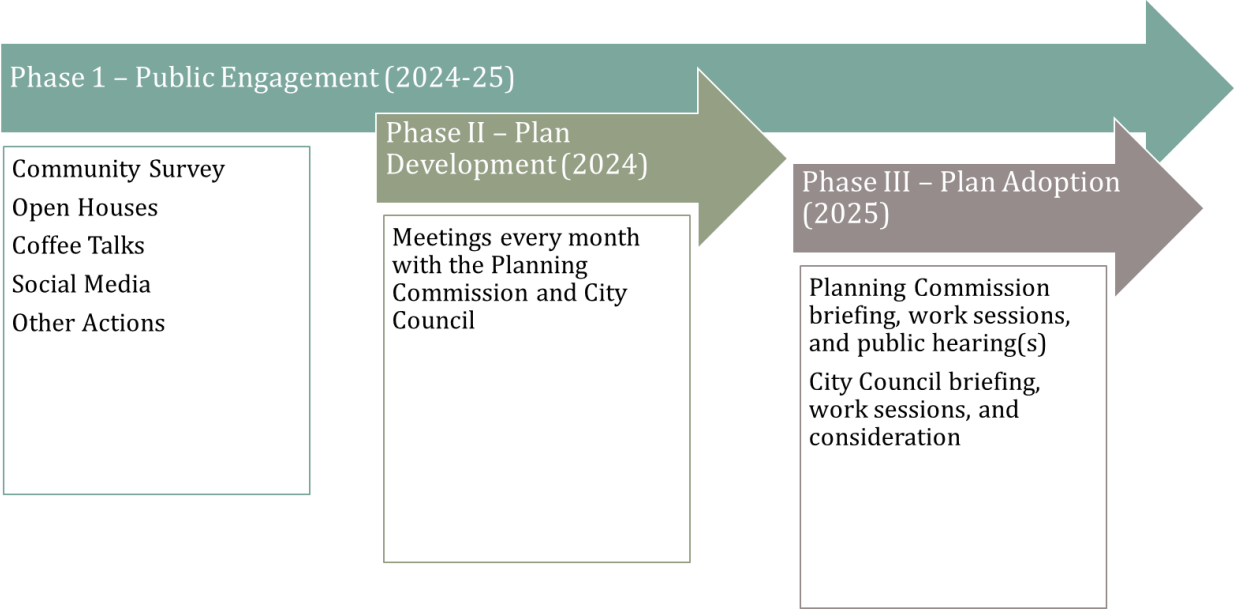 Phase 1 – Public Engagement (2024-25)
Community Survey
Open Houses
Coffee Talks
Social Media
Other Actions
Phase II – Plan
Development (2024)
Meetings every month
with the Planning
Commission and City
Council
Phase III – Plan Adoption
(2025)
Planning Commission
briefing, work sessions,
and public hearing(s)
City Council briefing,
work sessions, and
consideration